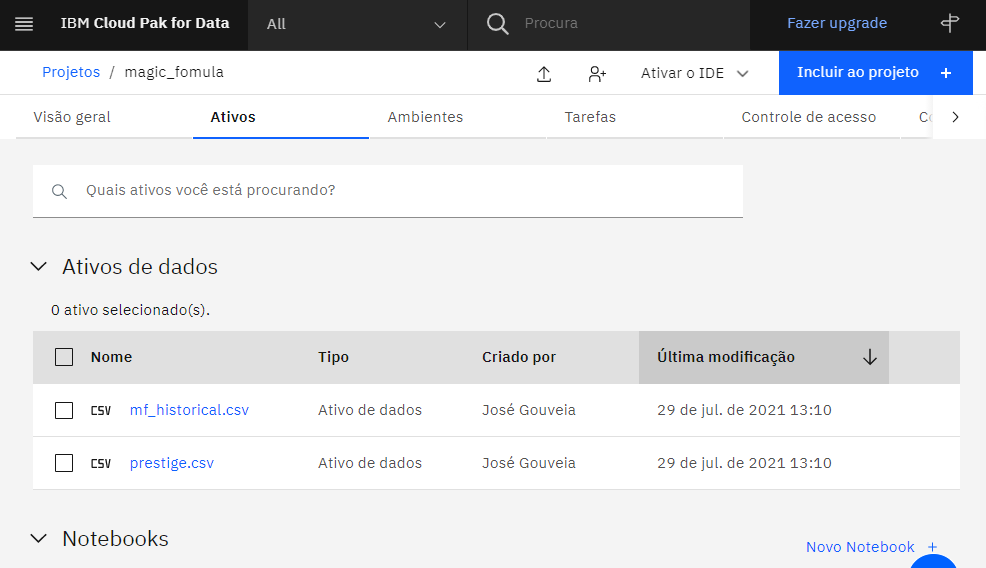 IBM Cloud Pak for Data All Procura Fazer upgrade
Projetos / magic_fomula Ativar o IDE Incluir ao projeto +
Visão geral Ativos Ambientes Tarefas Controle de acesso
Quais ativos você está procurando?
Ativos de dados
0 ativo selecionado(s).
Nome Tipo Criado por Última modificação
CSV mf_historical.csv Ativo de dados José Gouveia 29 de jul. de 2021 13:10
CSV prestige.csv Ativo de dados José Gouveia 29 de jul. de 2021 13:10
Notebooks
Novo Notebook +